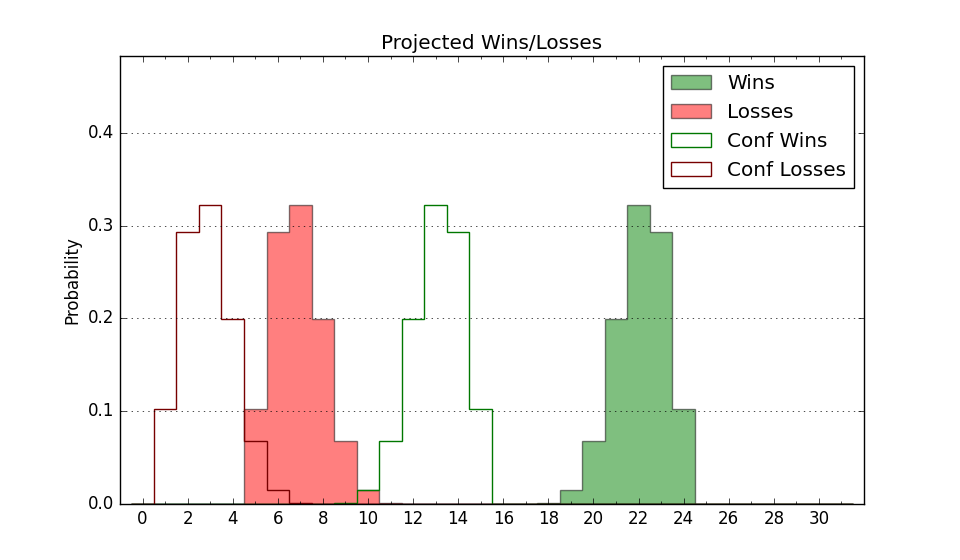 Projected Wins/Losses
Wins
Losses
Conf Wins
Conf Losses
Probability
0.4
0.3
0.2
0.1
0.0
0 2 4 6 8 10 12 14 16 18 20 22 24 26 28 30